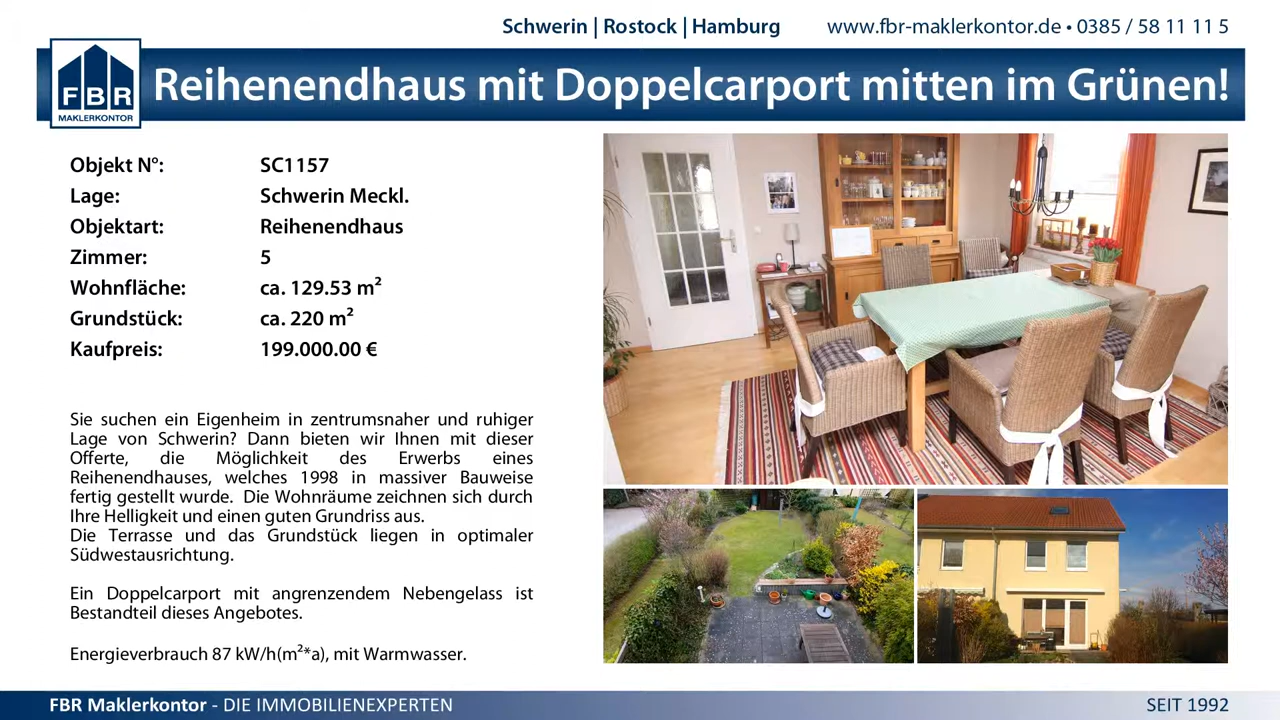 Schwerin | Rostock | Hamburg
www.fbr-maklerkontor.de • 0385 / 58 11 11 5
FBR
MAKLERKONTOR
Reihenendhaus mit Doppelcarport mitten im Grünen!
Objekt N°: SC1157
Lage: Schwerin Meckl.
Objektart: Reihenendhaus
Zimmer: 5
Wohnfläche: ca. 129.53 m²
Grundstück: ca. 220 m²
Kaufpreis: 199.000.00 €
Sie suchen ein Eigenheim in zentrumsnaher und ruhiger
Lage von Schwerin? Dann bieten wir Ihnen mit dieser
Offerte, die Möglichkeit des Erwerbs eines
Reihenendhauses, welches 1998 in massiver Bauweise
fertig gestellt wurde. Die Wohnräume zeichnen sich durch
Ihre Helligkeit und einen guten Grundriss aus.
Die Terrasse und das Grundstück liegen in optimaler
Südwestausrichtung.
Ein Doppelcarport mit angrenzendem Nebengelass ist
Bestandteil dieses Angebotes.
Energieverbrauch 87 kW/h(m²*a), mit Warmwasser.
FBR Maklerkontor - DIE IMMOBILIENEXPERTEN
SEIT 1992